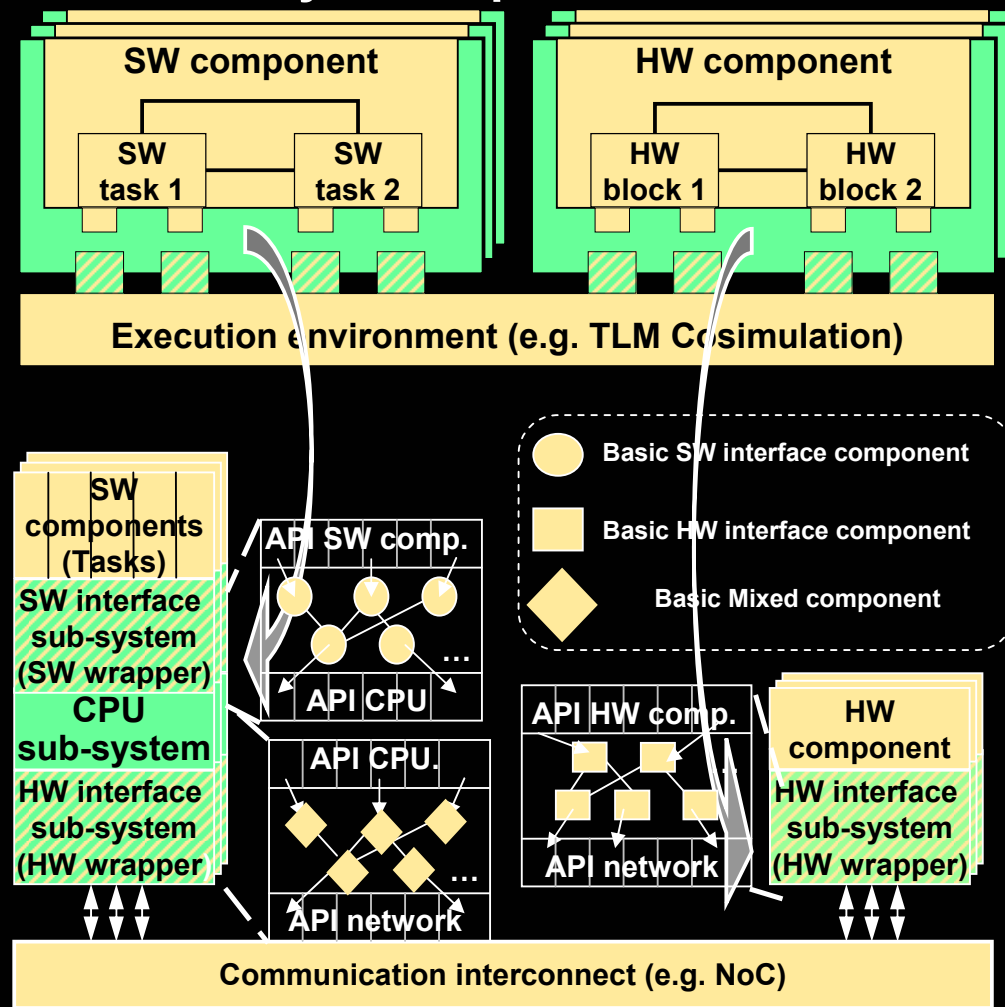 SW component
HW component
SW
task 1
SW
task 2
HW
block 1
HW
block 2
Execution environment (e.g. TLM Cosimulation)
Basic SW interface component
Basic HW interface component
Basic Mixed component
SW
components
(Tasks)
SW interface
sub-system
(SW wrapper)
CPU
sub-system
HW interface
sub-system
(HW wrapper
API SW comp.
...
API CPU
API CPU.
...
API network
API HW comp.
...
API network
HW
component
HW interface
sub-system
(HW wrapper)
Communication interconnect (e.g. NoC)